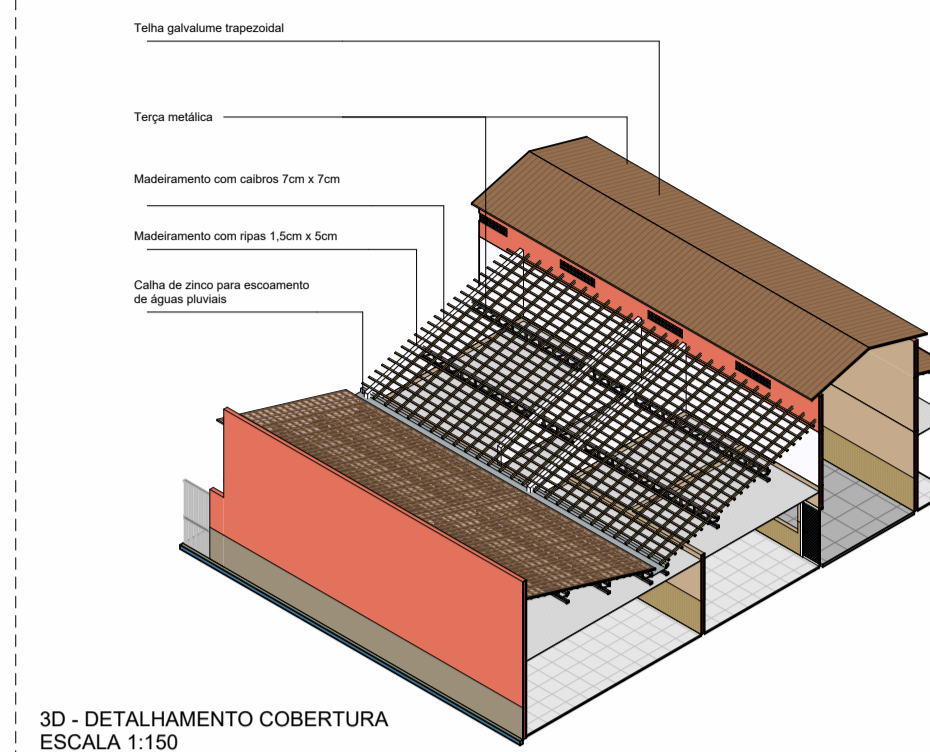 Telha galvalume trapezoidal
Terça metálica
Madeiramento com caibros 7cm x 7cm
Madeiramento com ripas 1,5cm x 5cm
Calha de zinco para escoamento
de águas pluviais
3D - DETALHAMENTO COBERTURA
ESCALA 1:150